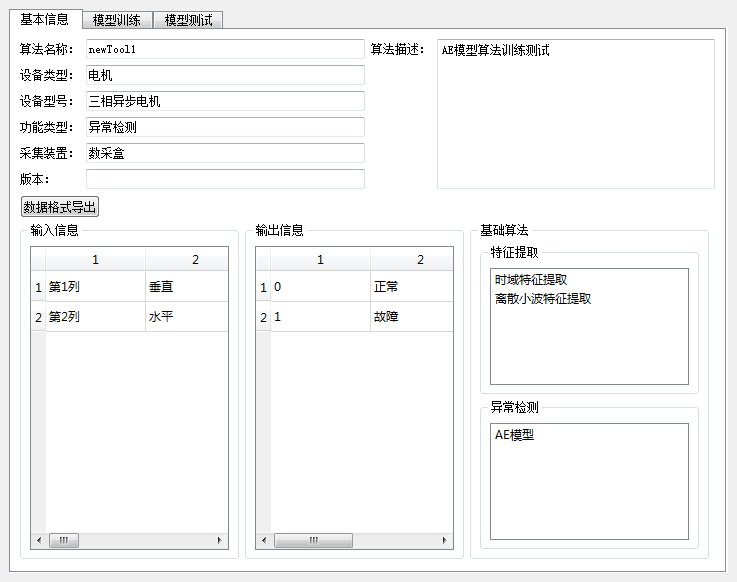 基本信息 模型训练 模型测试
算法名称： newTool1 算法描述： AE模型算法训练测试
设备类型： 电机
设备型号： 三相异步电机
功能类型： 异常检测
采集装置： 数采盒
版本：
数据格式导出
输入信息
1 2
1 第1列 垂直
2 第2列 水平
输出信息
1 2
1 0 正常
2 1 故障
基础算法
特征提取
时域特征提取
离散小波特征提取
异常检测
AE模型